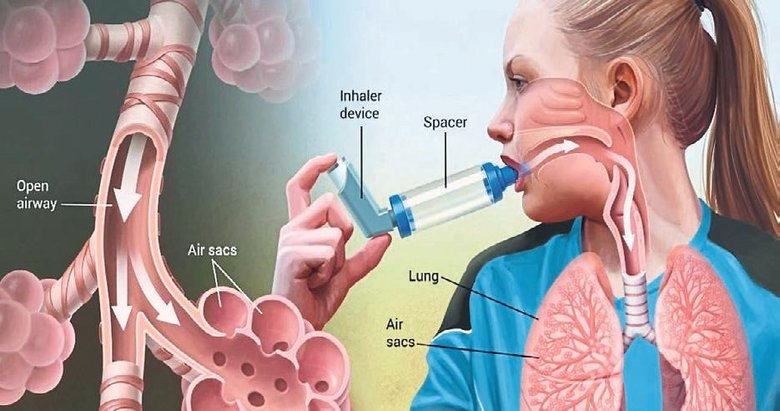 Inhaler
device
Spacer
Open
airway
Air sacs
Lung
Air
sacs